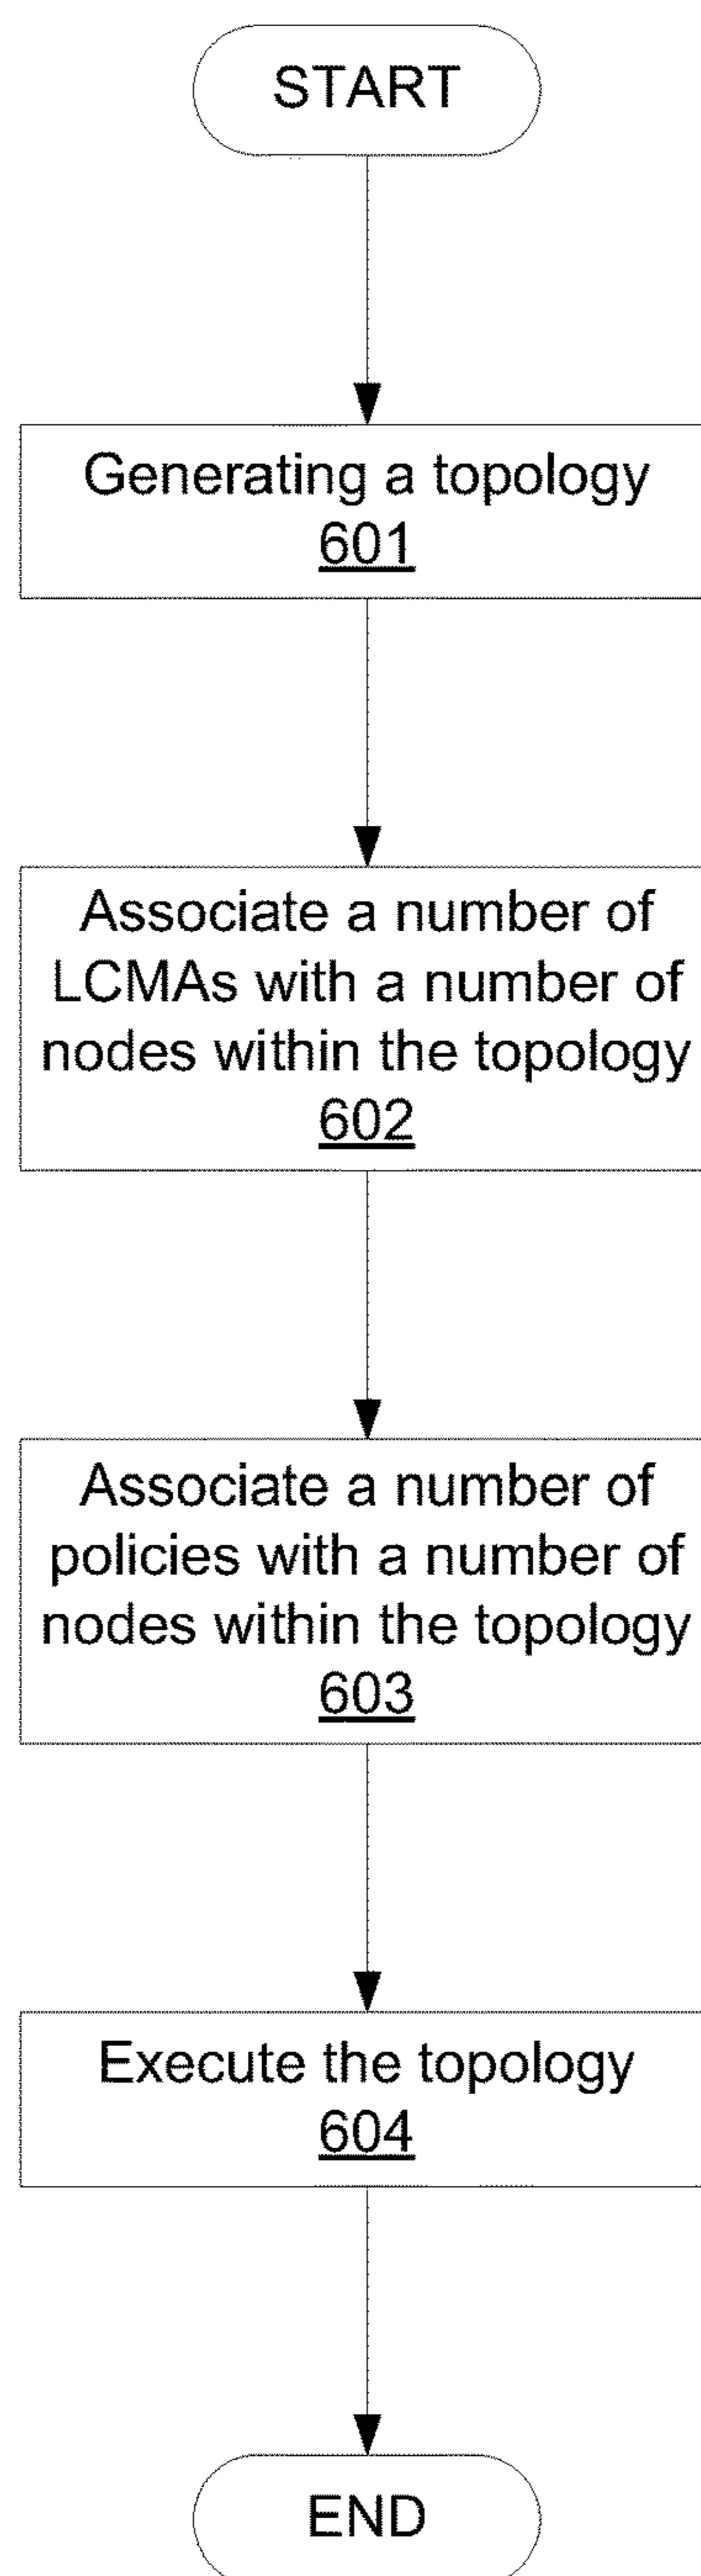 START
Generating a topology
601
Associate a number of
LCMAs with a number of
nodes within the topology
602
Associate a number of
policies with a number of
nodes within the topology
603
Execute the topology
604
END